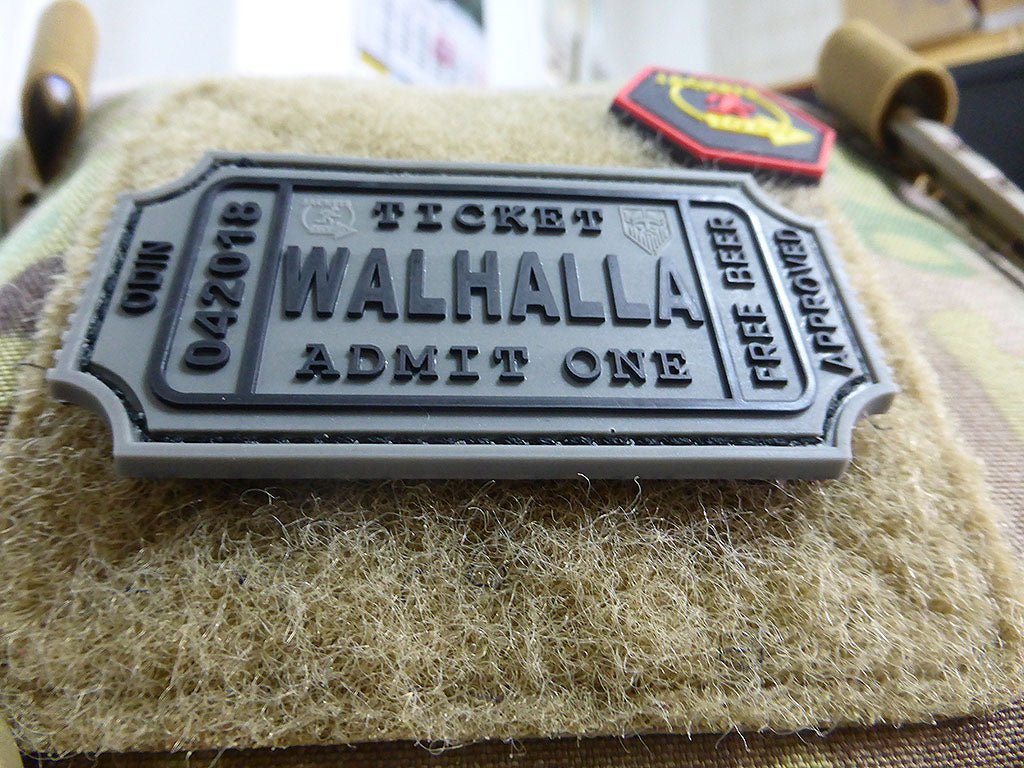 ODIN
042018
TICKET
WALHALLA
ADMIT ONE
FREE BEER
APPROVED